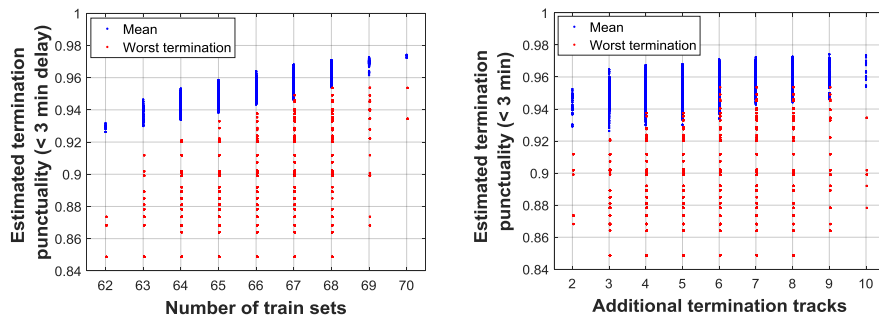 Mean
Worst termination
0.98
0.96
0.94
0.92
0.9
0.88
0.86
0.84
62 63 64 65 66 67 68 69 70
Number of train sets
Estimated termination
punctuality (< 3 min delay)
Mean
Worst termination
0.98
0.96
0.94
0.92
0.9
0.88
0.86
0.84
2 3 4 5 6 7 8 9 10
Additional termination tracks
Estimated termination
punctuality (< 3 min)